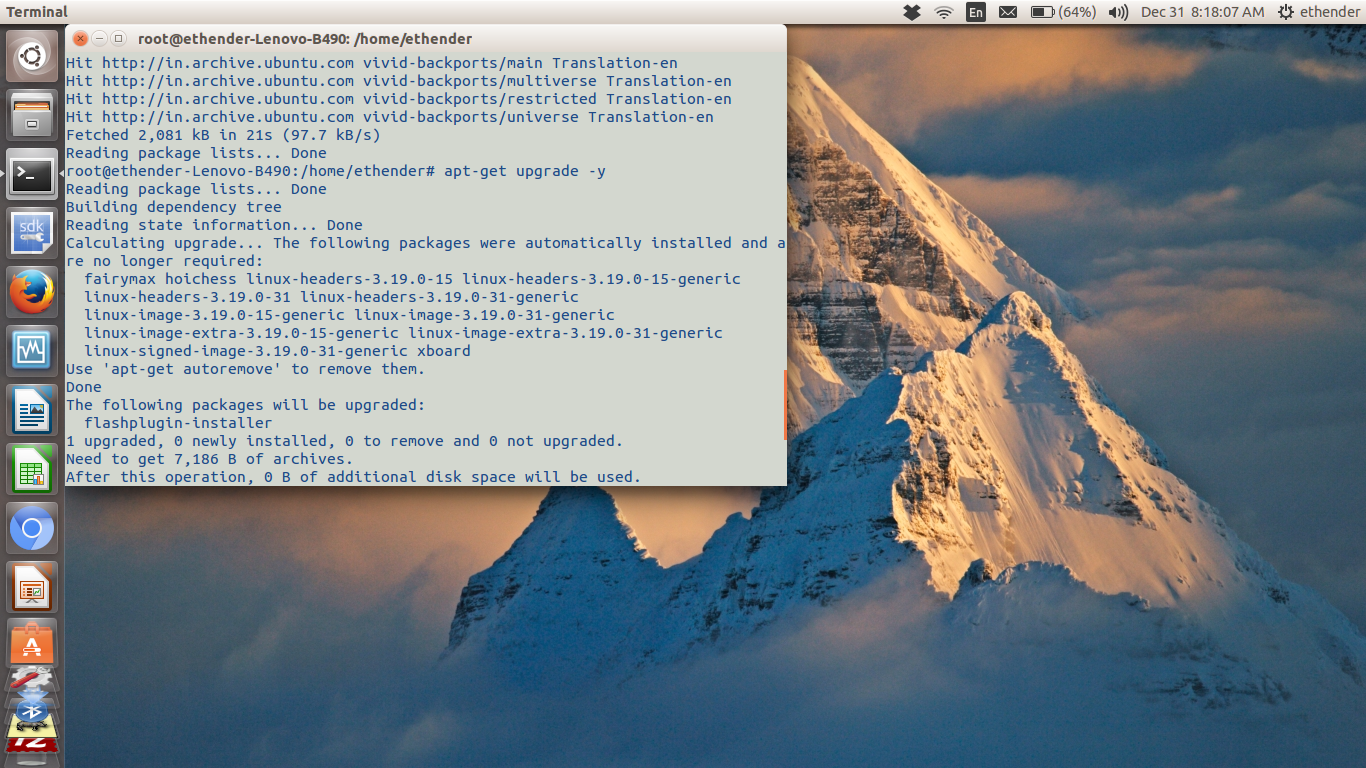 Terminal
En
(64%)
Dec 31 8:18:07 AM
ethender
root@ethender-Lenovo-B490: /home/ethender
Hit http://in.archive.ubuntu.com vivid-backports/main Translation-en
Hit http://in.archive.ubuntu.com vivid-backports/multiverse Translation-en
Hit http://in.archive.ubuntu.com vivid-backports/restricted Translation-en
Hit http://in.archive.ubuntu.com vivid-backports/universe Translation-en
Fetched 2,081 kB in 21s (97.7 kB/s)
Reading package lists... Done
root@ethender-Lenovo-B490:/home/ethender# apt-get upgrade -y
Reading package lists... Done
Building dependency tree
Reading state information... Done
Calculating upgrade... The following packages were automatically installed and a
re no longer required:
fairymax hoichess linux-headers-3.19.0-15 linux-headers-3.19.0-15-generic
linux-headers-3.19.0-31 linux-headers-3.19.0-31-generic
linux-image-3.19.0-15-generic linux-image-3.19.0-31-generic
linux-image-extra-3.19.0-15-generic linux-image-extra-3.19.0-31-generic
linux-signed-image-3.19.0-31-generic xboard
Use 'apt-get autoremove' to remove them.
Done
The following packages will be upgraded:
flashplugin-installer
1 upgraded, 0 newly installed, 0 to remove and 0 not upgraded.
Need to get 7,186 B of archives.
After this operation, 0 B of additional disk space will be used.
>_
sdk